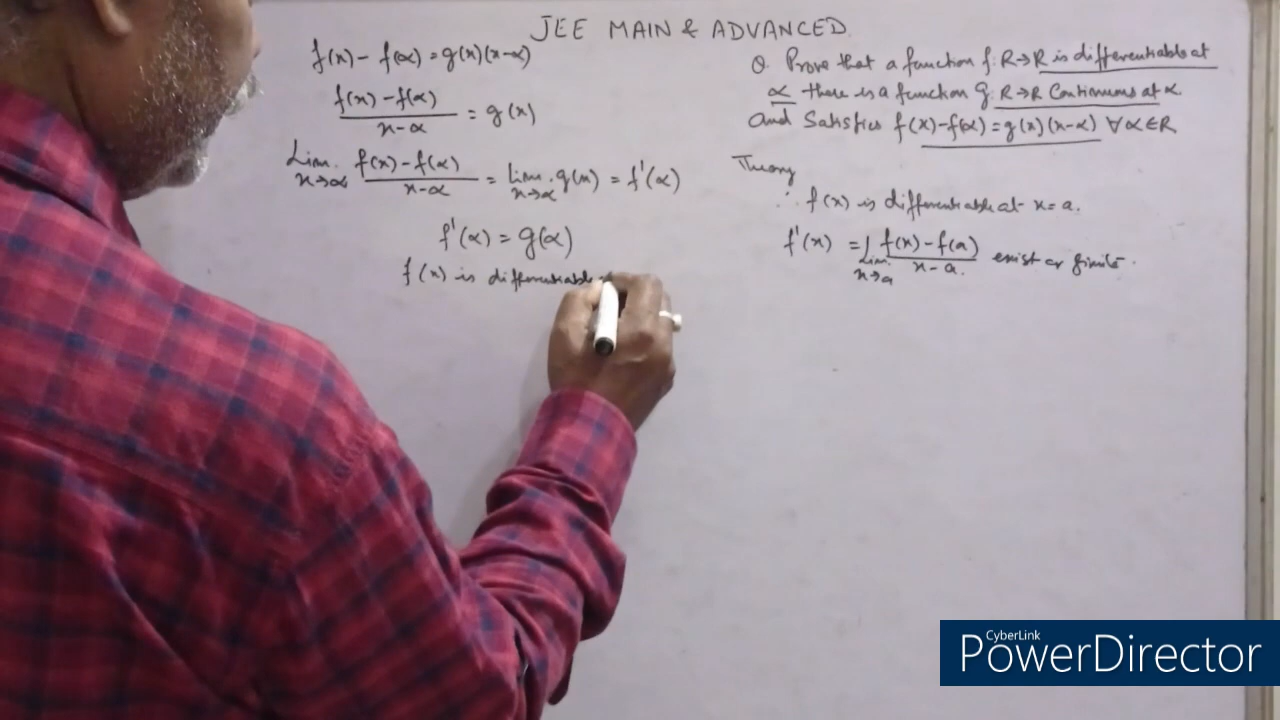 JEE MAIN & ADVANCED
f(x) - f(α) = g(x)(x-α)
f(x) - f(α) / x-α = g(x)
Lim x→α f(x) - f(α) / x-α = Lim x→α g(x) = f'(α)
f'(α) = g(α)
f(x) is differentiable
Q. Prove that a function f: R→R is differentiable at
α there is a function g: R→R Continuous at α.
and Satisfies f(x)-f(α) = g(x)(x-α) ∀ α∈R
Theory
∴ f(x) is differentiable at x = a.
f'(x) = Lim x→a f(x) - f(a) / x - a. exist or finite.
CyberLink
PowerDirector